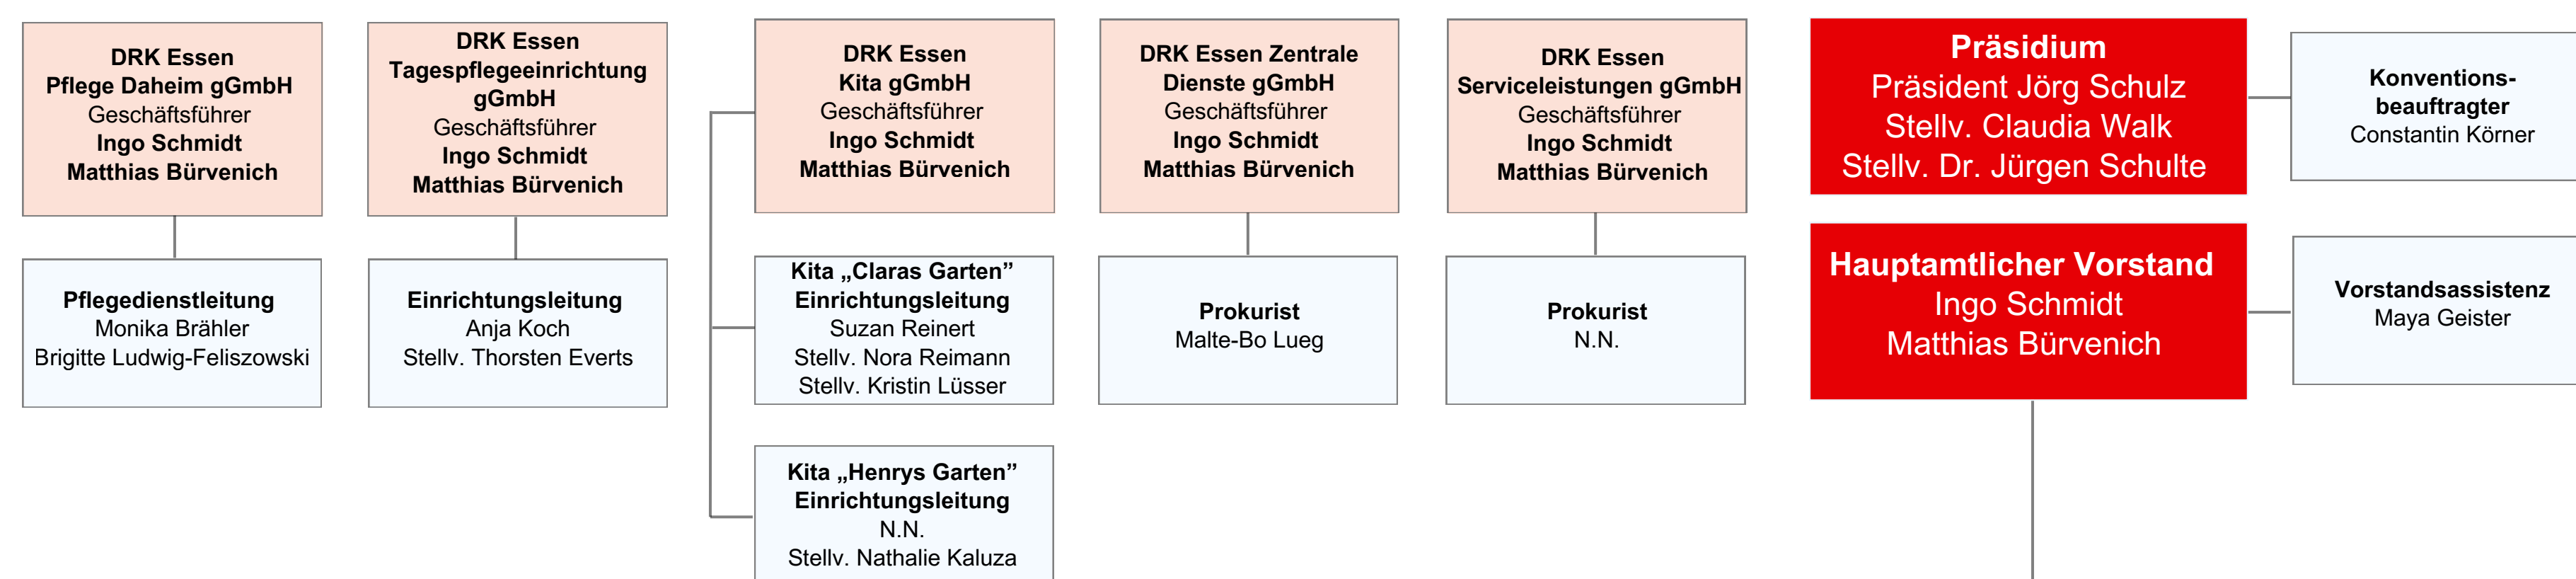 DRK Essen
Pflege Daheim gGmbH
Geschäftsführer
Ingo Schmidt
Matthias Bürvenich
Pflegedienstleitung
Monika Brähler
Brigitte Ludwig-Feliszowski
DRK Essen
Tagespflegeeinrichtung
gGmbH
Geschäftsführer
Ingo Schmidt
Matthias Bürvenich
Einrichtungsleitung
Anja Koch
Stellv. Thorsten Everts
DRK Essen
Kita gGmbH
Geschäftsführer
Ingo Schmidt
Matthias Bürvenich
Kita „Claras Garten”
Einrichtungsleitung
Suzan Reinert
Stellv. Nora Reimann
Stellv. Kristin Lüsser
Kita „Henrys Garten”
Einrichtungsleitung
N.N.
Stellv. Nathalie Kaluza
DRK Essen Zentrale
Dienste gGmbH
Geschäftsführer
Ingo Schmidt
Matthias Bürvenich
Prokurist
Malte-Bo Lueg
DRK Essen
Serviceleistungen gGmbH
Geschäftsführer
Ingo Schmidt
Matthias Bürvenich
Prokurist
N.N.
Präsidium
Präsident Jörg Schulz
Stellv. Claudia Walk
Stellv. Dr. Jürgen Schulte
Konventions-
beauftragter
Constantin Körner
Hauptamtlicher Vorstand
Ingo Schmidt
Matthias Bürvenich
Vorstandsassistenz
Maya Geister